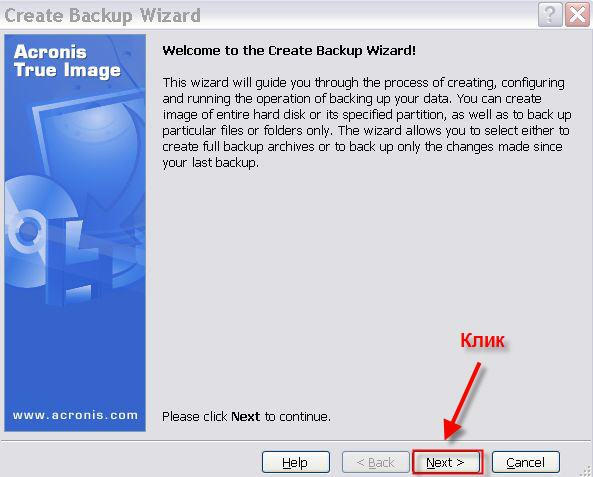 Create Backup Wizard
Acronis
True Image
Welcome to the Create Backup Wizard!
This wizard will guide you through the process of creating, configuring
and running the operation of backing up your data. You can create
image of entire hard disk or its specified partition, as well as to back up
particular files or folders only. The wizard allows you to select either to
create full backup archives or to back up only the changes made since
your last backup.
Клик
www.acronis.com
Please click Next to continue.
Help
< Back
Next >
Cancel